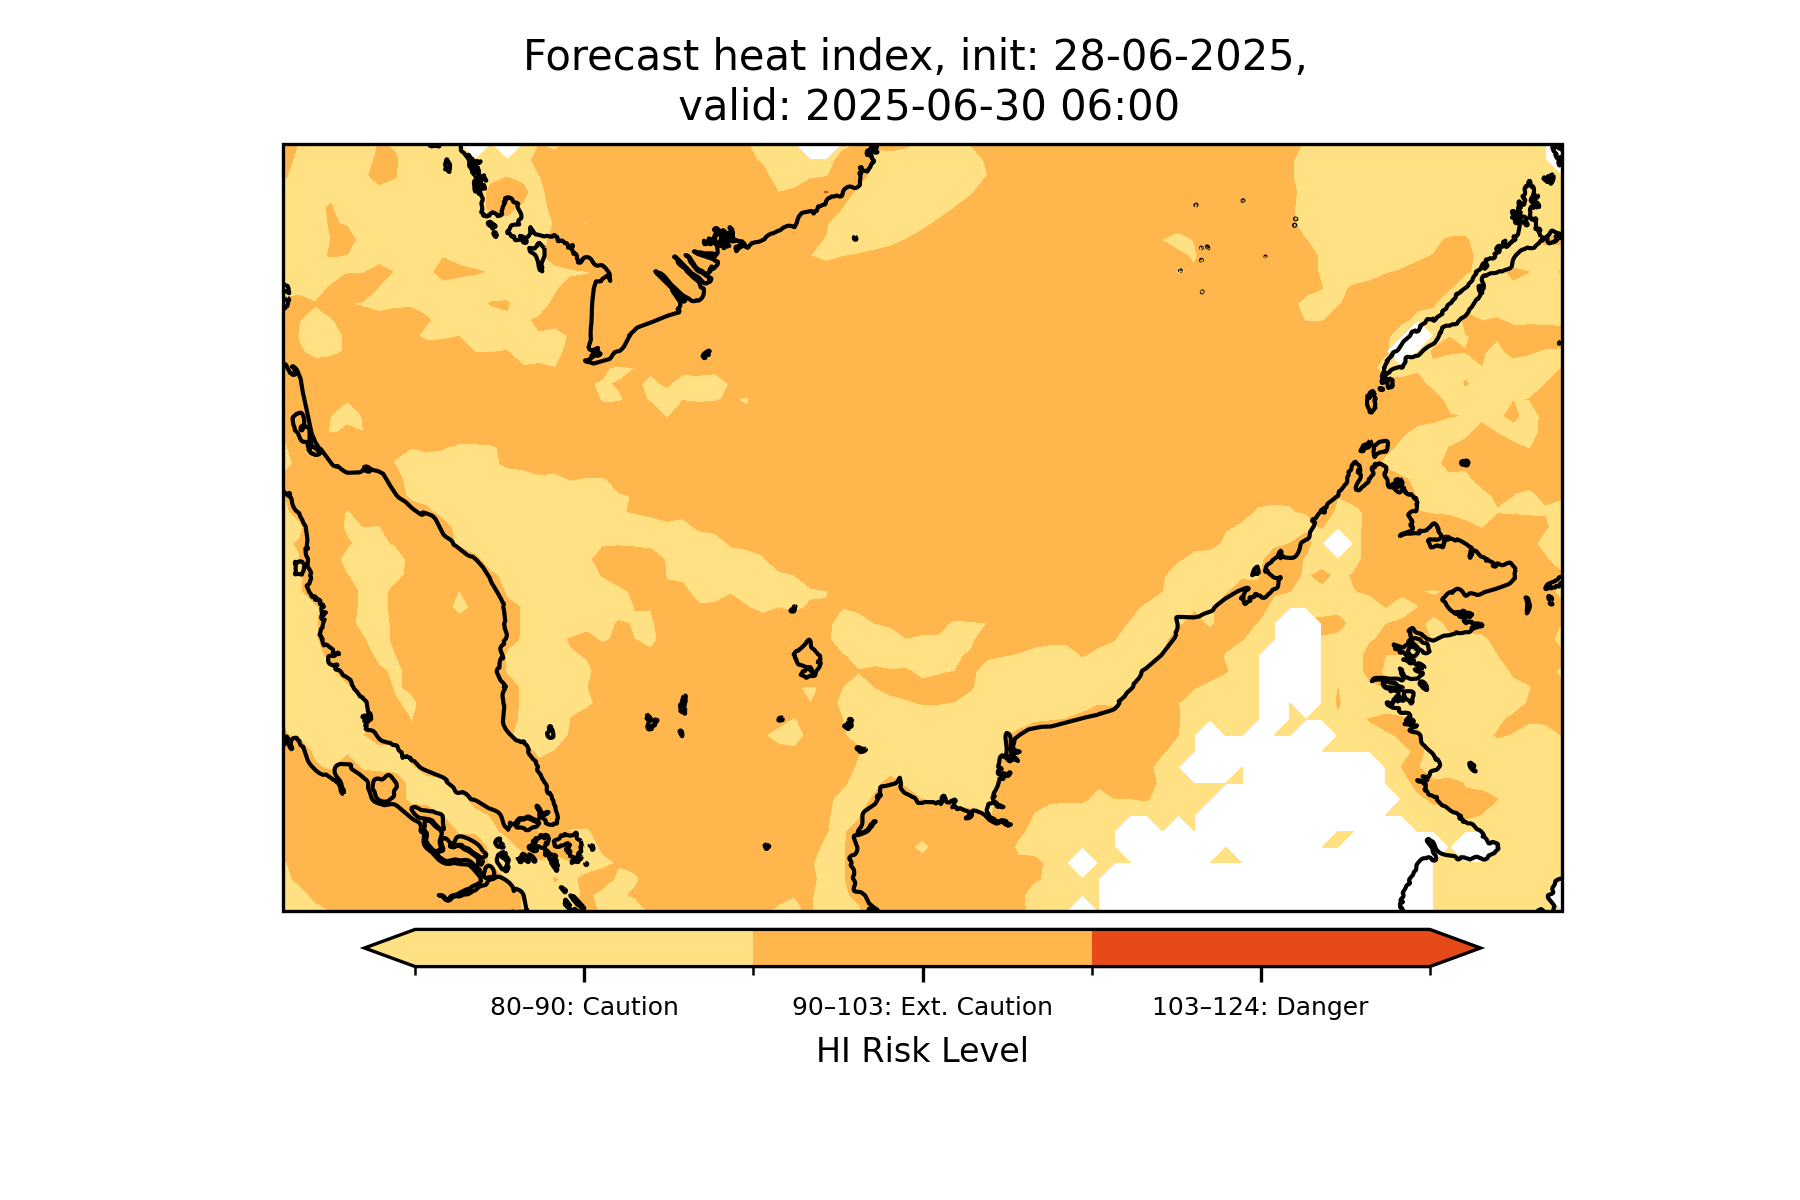 Forecast heat index, init: 28-06-2025,
valid: 2025-06-30 06:00
80–90: Caution
90–103: Ext. Caution
103–124: Danger
HI Risk Level